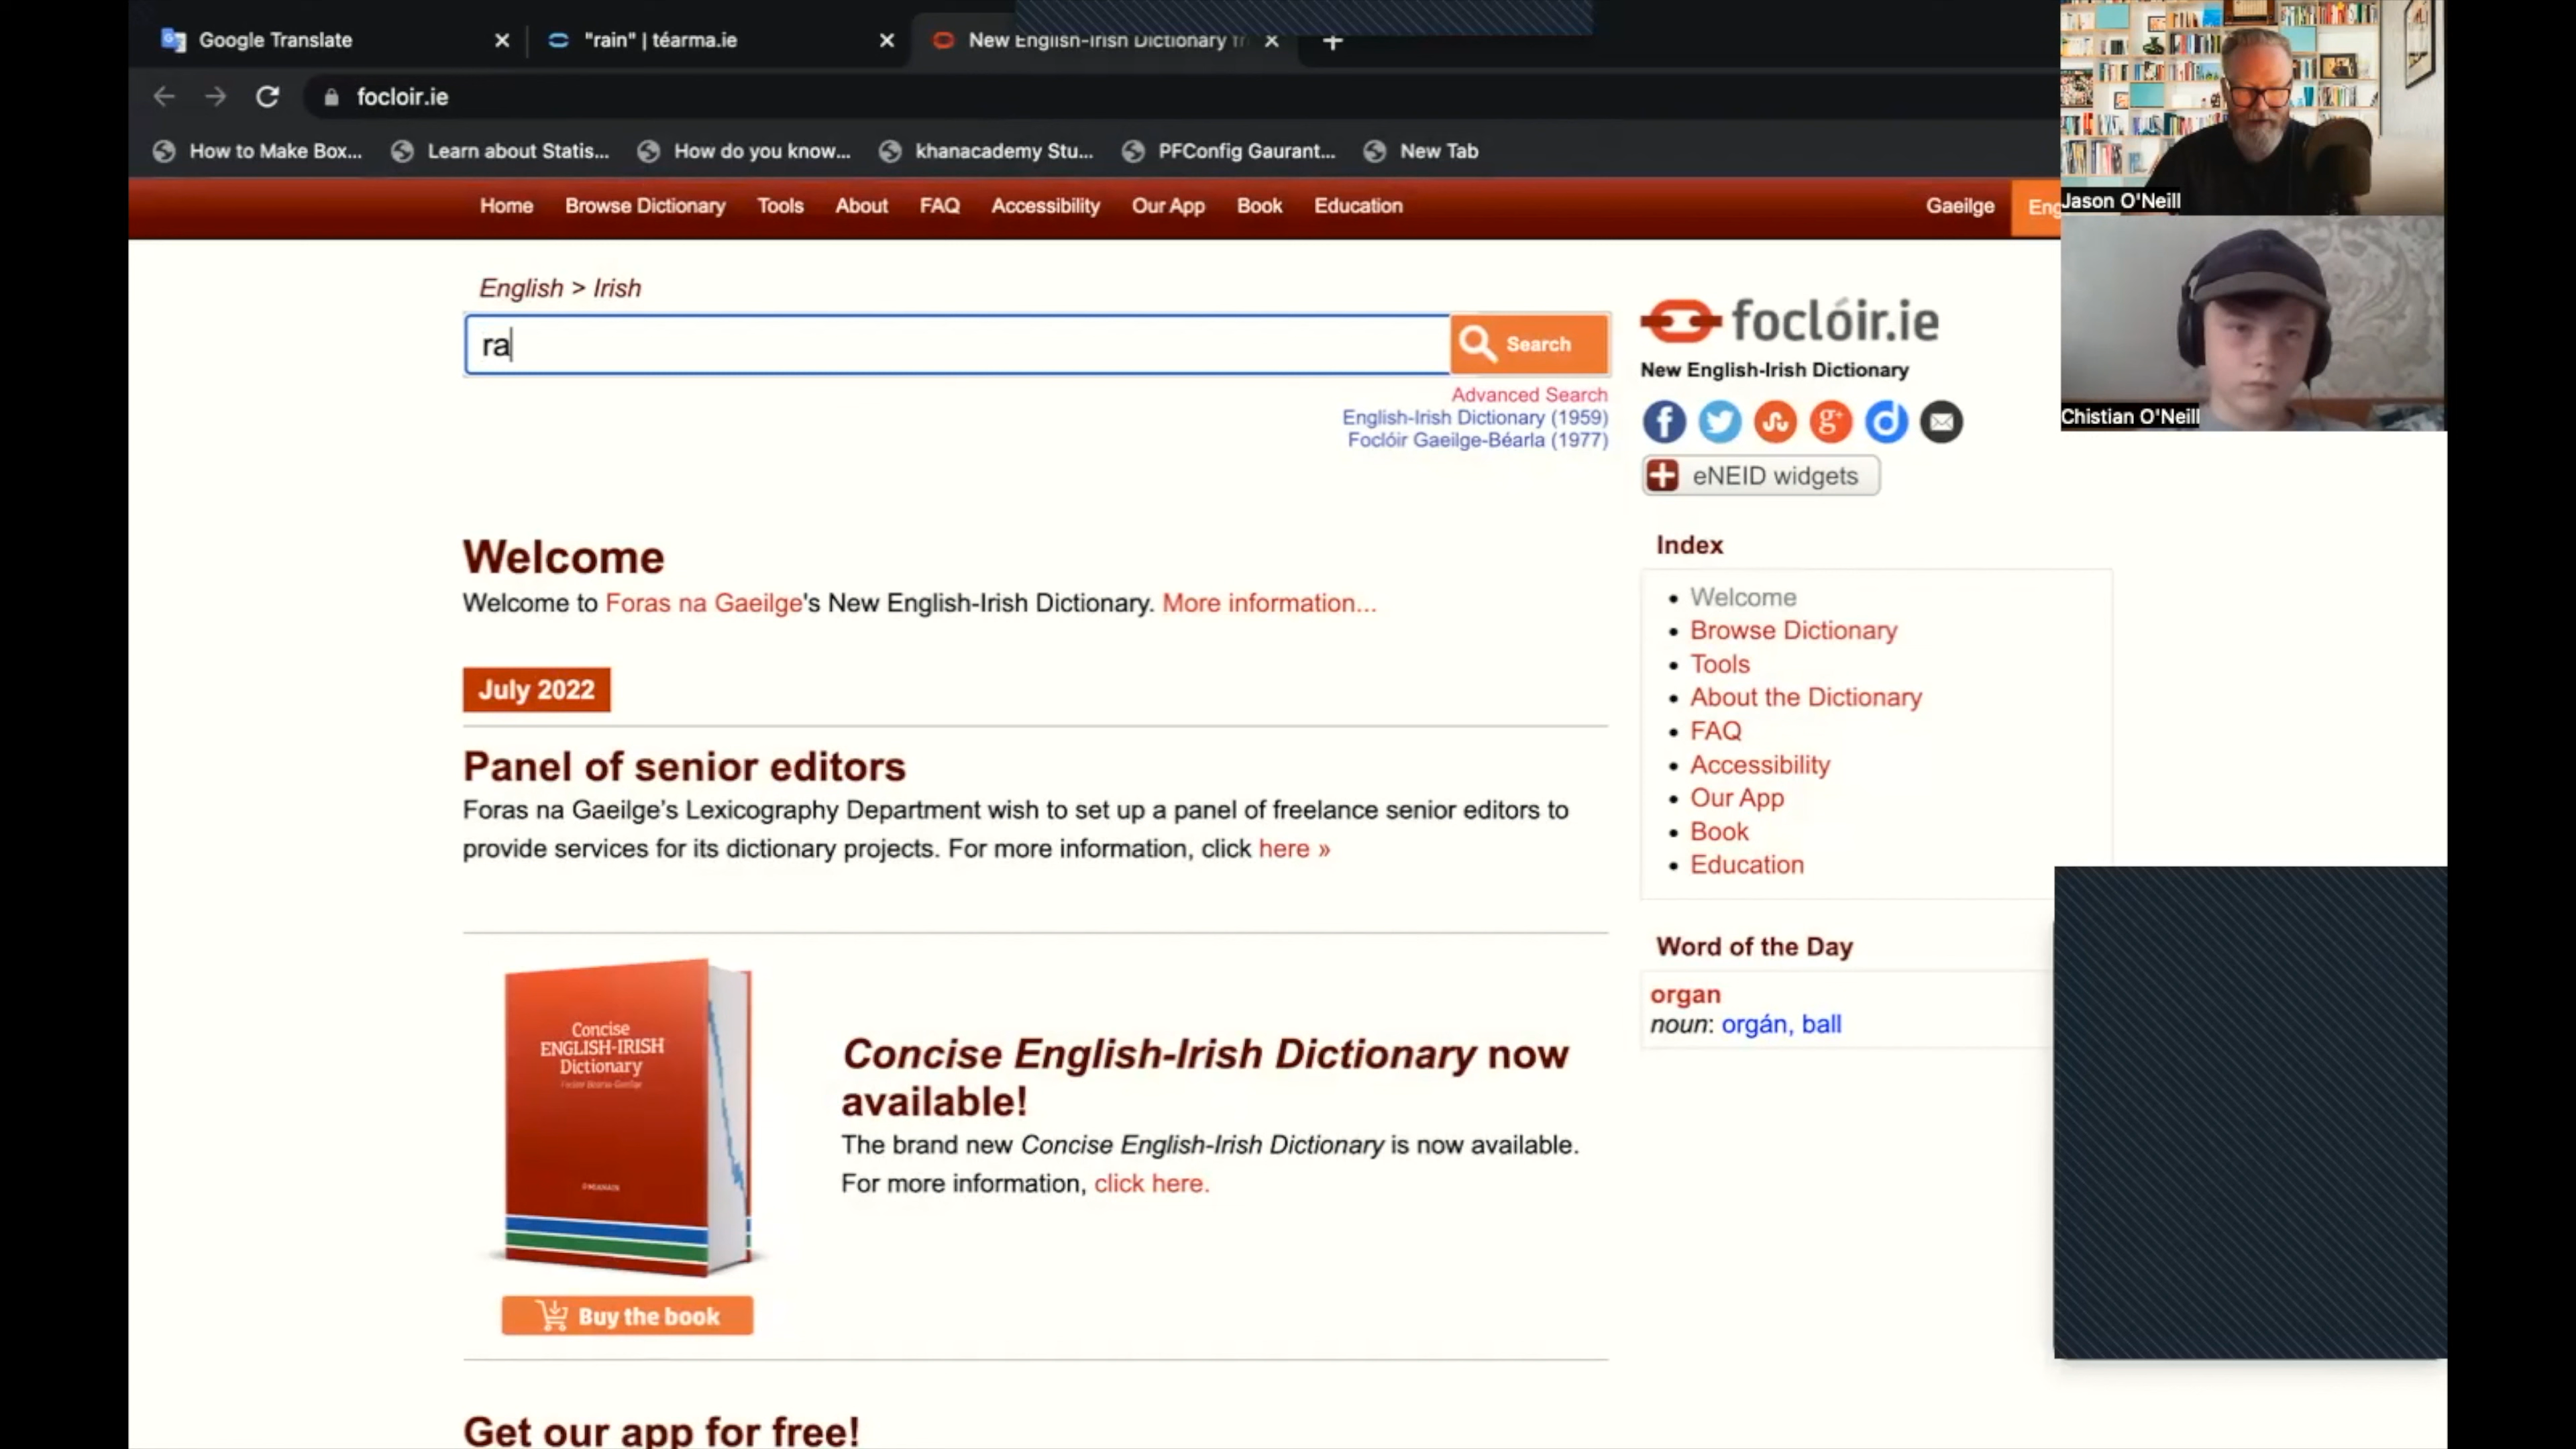 Google Translate
"rain" | téarma.ie
New English-Irish Dictionary
focloir.ie
How to Make Box...
Learn about Statis...
How do you know...
khanacademy Stu...
PFConfig Gaurant...
New Tab
Home
Browse Dictionary
Tools
About
FAQ
Accessibility
Our App
Book
Education
Gaeilge
Eng
Jason O'Neill
Chistian O'Neill
English > Irish
ra
Search
Advanced Search
English-Irish Dictionary (1959)
Foclóir Gaeilge-Béarla (1977)
foclóir.ie
New English-Irish Dictionary
eNEID widgets
Welcome
Welcome to Foras na Gaeilge's New English-Irish Dictionary. More information...
July 2022
Panel of senior editors
Foras na Gaeilge’s Lexicography Department wish to set up a panel of freelance senior editors to
provide services for its dictionary projects. For more information, click here »
Concise
ENGLISH-IRISH
Dictionary
Buy the book
Concise English-Irish Dictionary now
available!
The brand new Concise English-Irish Dictionary is now available.
For more information, click here.
Get our app for free!
Index
Welcome
Browse Dictionary
Tools
About the Dictionary
FAQ
Accessibility
Our App
Book
Education
Word of the Day
organ
noun: orgán, ball